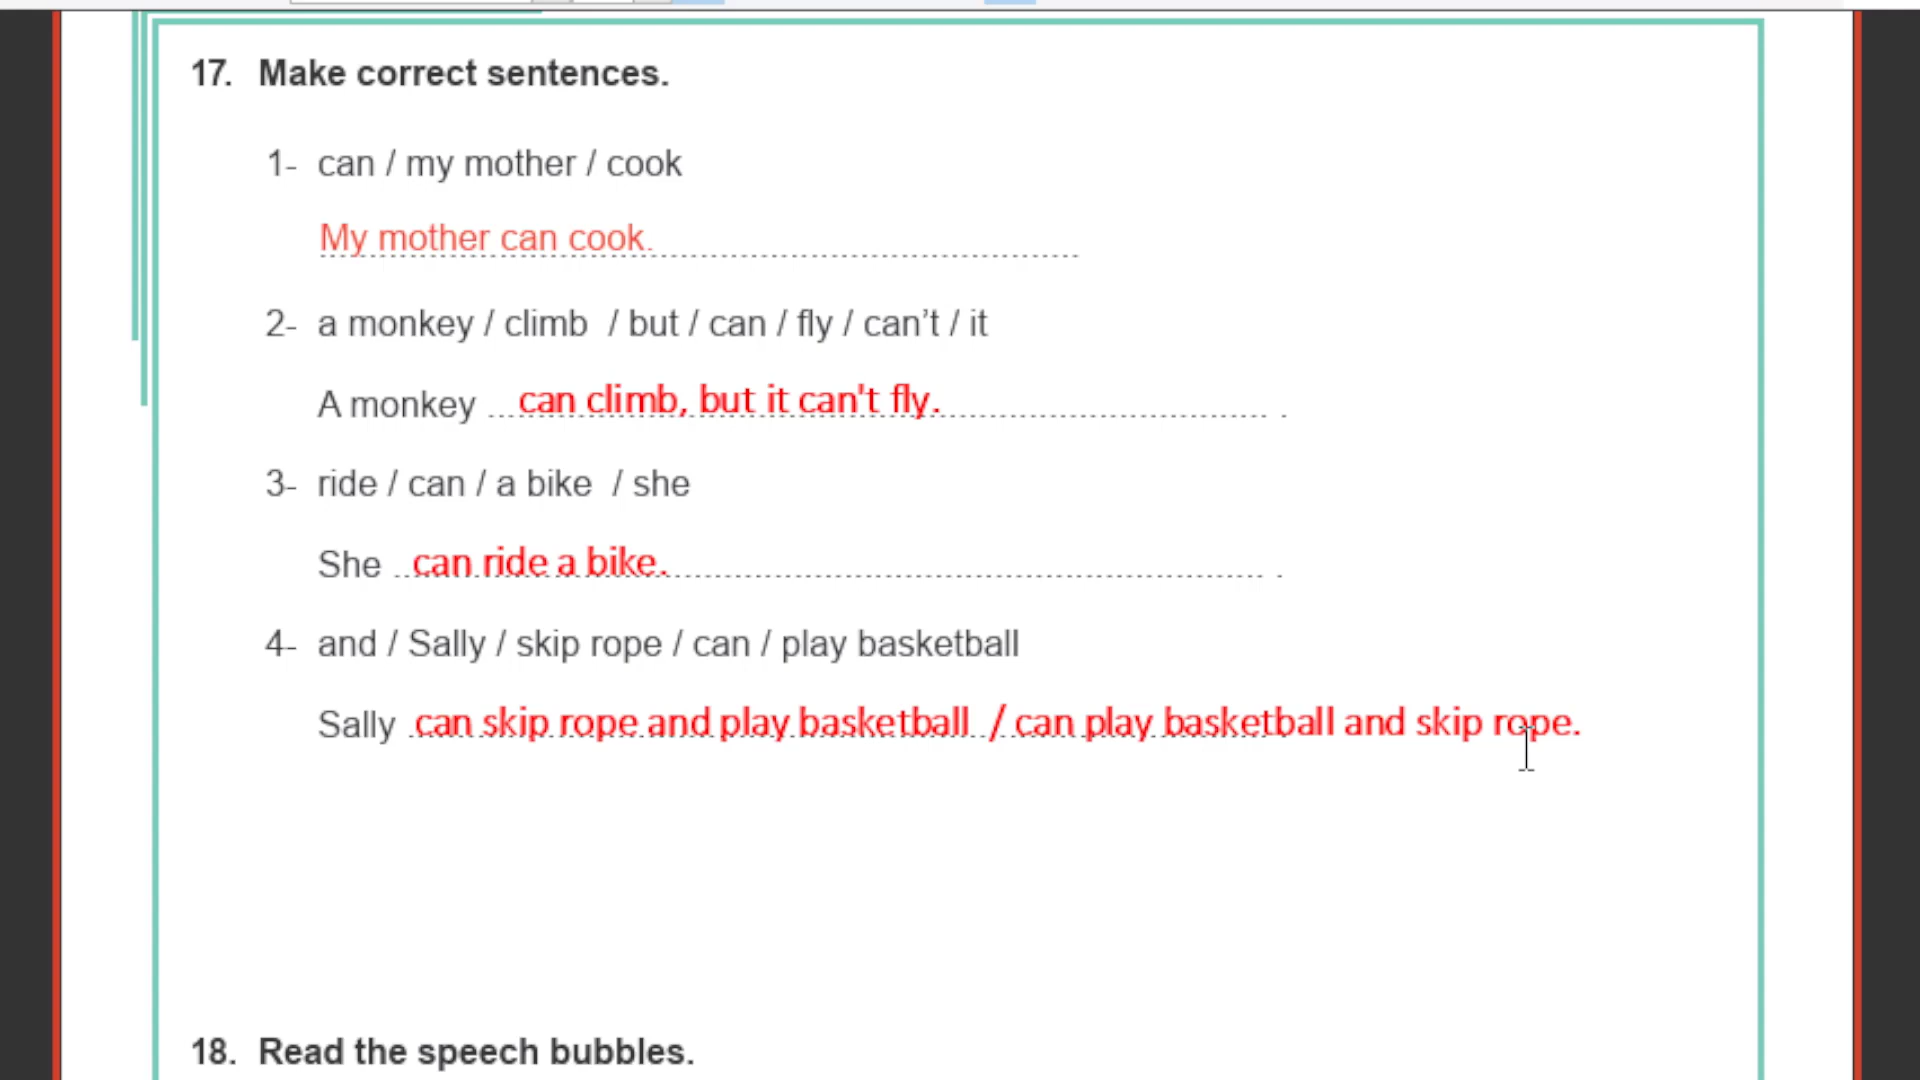 17. Make correct sentences.
1- can / my mother / cook
My mother can cook.
2- a monkey / climb / but / can / fly / can’t / it
A monkey can climb, but it can't fly. .
3- ride / can / a bike / she
She can ride a bike. .
4- and / Sally / skip rope / can / play basketball
Sally can skip rope and play basketball / can play basketball and skip rope.
18. Read the speech bubbles.